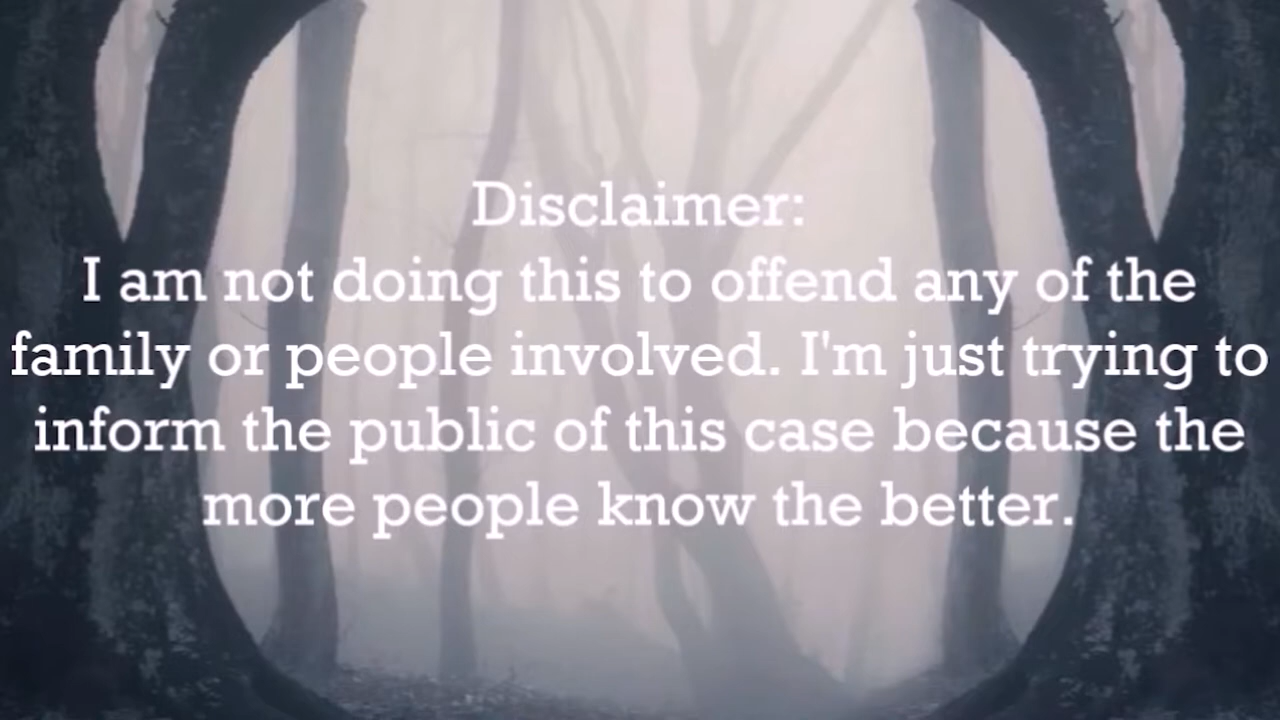 Disclaimer:
I am not doing this to offend any of the
family or people involved. I'm just trying to
inform the public of this case because the
more people know the better.